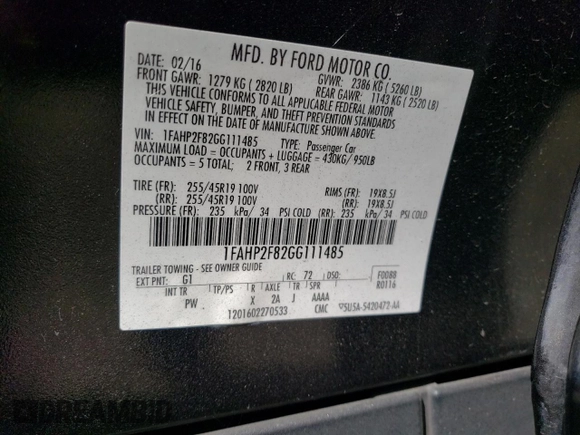 MFD. BY FORD MOTOR CO.
DATE: 02/16 GVWR: 2386 KG (5260 LB)
FRONT GAWR: 1279 KG (2820 LB) REAR GAWR: 1143 KG (2520 LB)
THIS VEHICLE CONFORMS TO ALL APPLICABLE FEDERAL MOTOR
VEHICLE SAFETY, BUMPER, AND THEFT PREVENTION STANDARDS
IN EFFECT ON THE DATE OF MANUFACTURE SHOWN ABOVE.
VIN: 1FAHP2F82GG111485 TYPE: Passenger Car
MAXIMUM LOAD = OCCUPANTS + LUGGAGE = 430KG/950LB
OCCUPANTS = 5 TOTAL; 2 FRONT, 3 REAR
TIRE (FR): 255/45R19 100V RIMS (FR): 19X8.5J
(RR): 255/45R19 100V (RR): 19X8.5J
PRESSURE (FR): 235 kPa/ 34 PSI COLD (RR): 235 kPa/ 34 PSI COLD
1FAHP2F82GG111485
TRAILER TOWING - SEE OWNER GUIDE
EXT PNT: G1 RC: 72 DSO: F0088
INT TR TP/PS R AXLE TR SPR R0116
PW X 2A J AAAA
1201602270533 CMC 5U5A-5420472-AA
DREAMBID